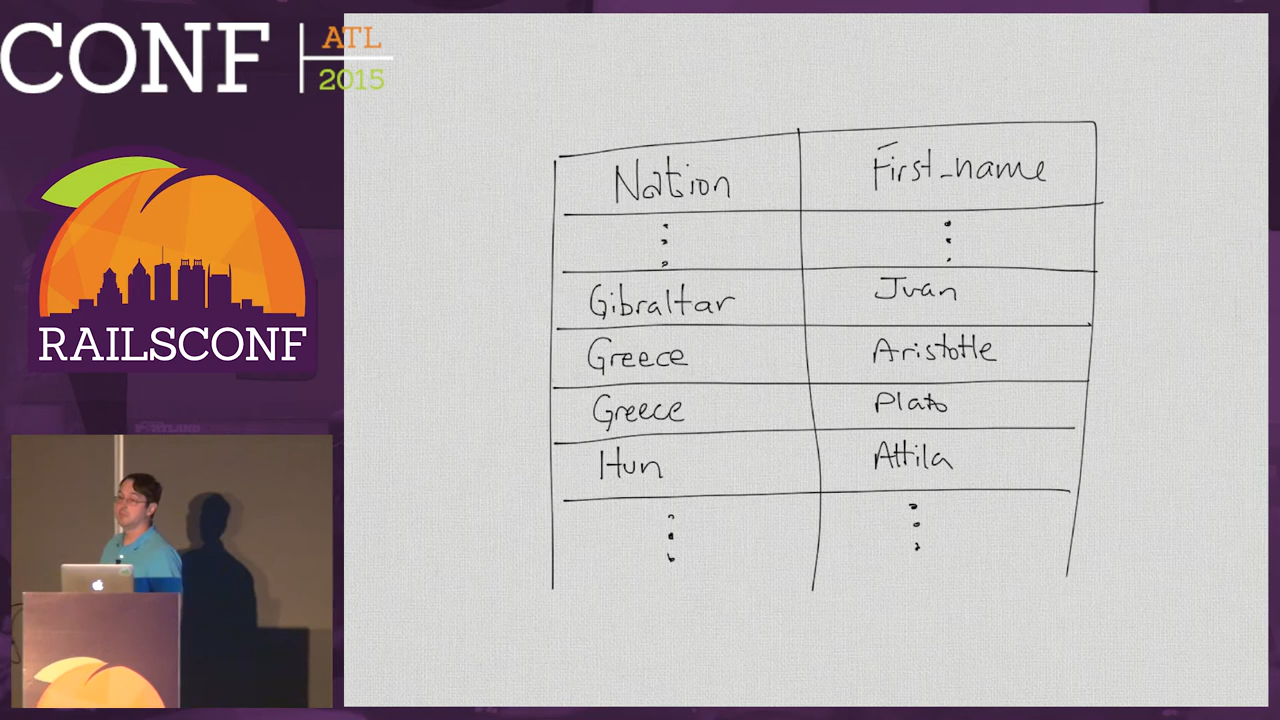 CONF ATL
2015
RAILSCONF
Nation First_name
Gibraltar Juan
Greece Aristotle
Greece Plato
Hun Attila